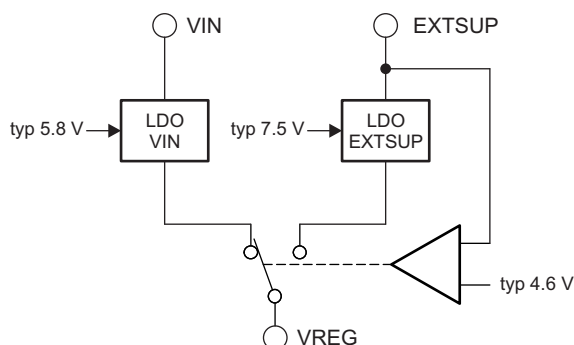 VIN
EXTSUP
typ 5.8 V
LDO
VIN
typ 7.5 V
LDO
EXTSUP
typ 4.6 V
VREG